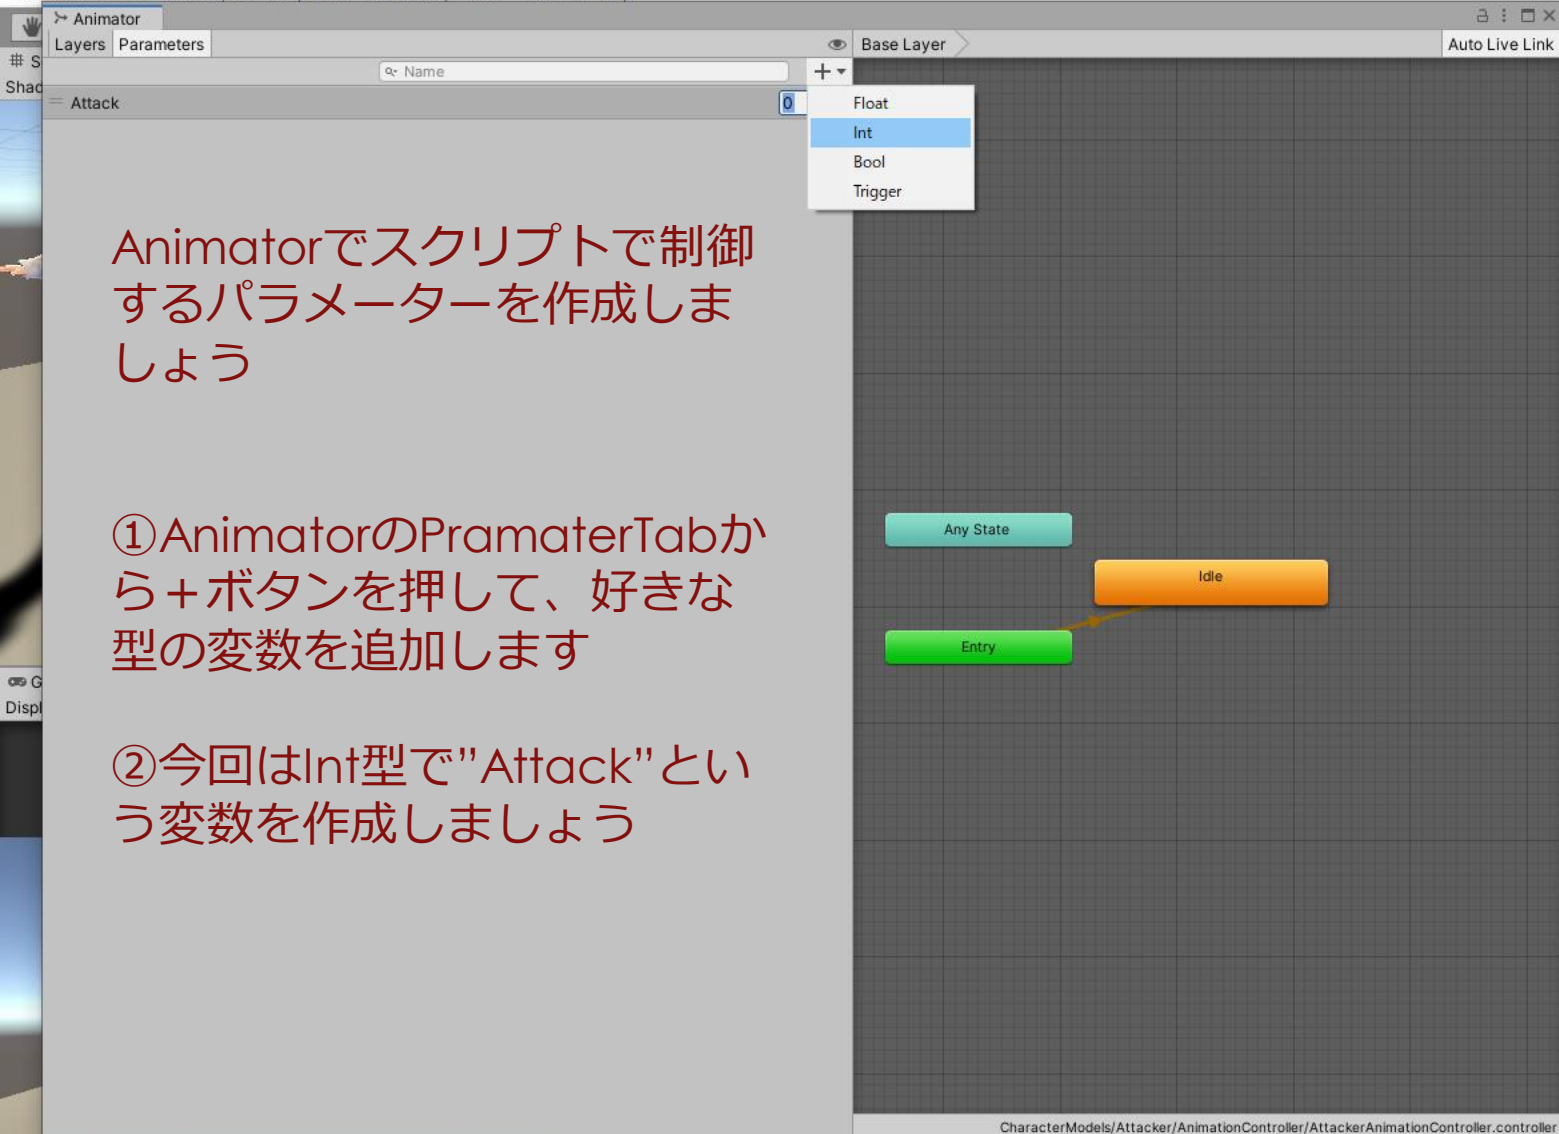 Animator
Layers
Parameters
Base Layer
Auto Live Link
Name
Shad
Attack
0
Float
Int
Bool
Trigger
Animatorでスクリプトで制御
するパラメーターを作成しま
しょう
①AnimatorのPramaterTabか
ら＋ボタンを押して、好きな
型の変数を追加します
②今回はInt型で”Attack”とい
う変数を作成しましょう
Any State
Idle
Entry
G
Displ
CharacterModels/Attacker/AnimationController/AttackerAnimationController.controller